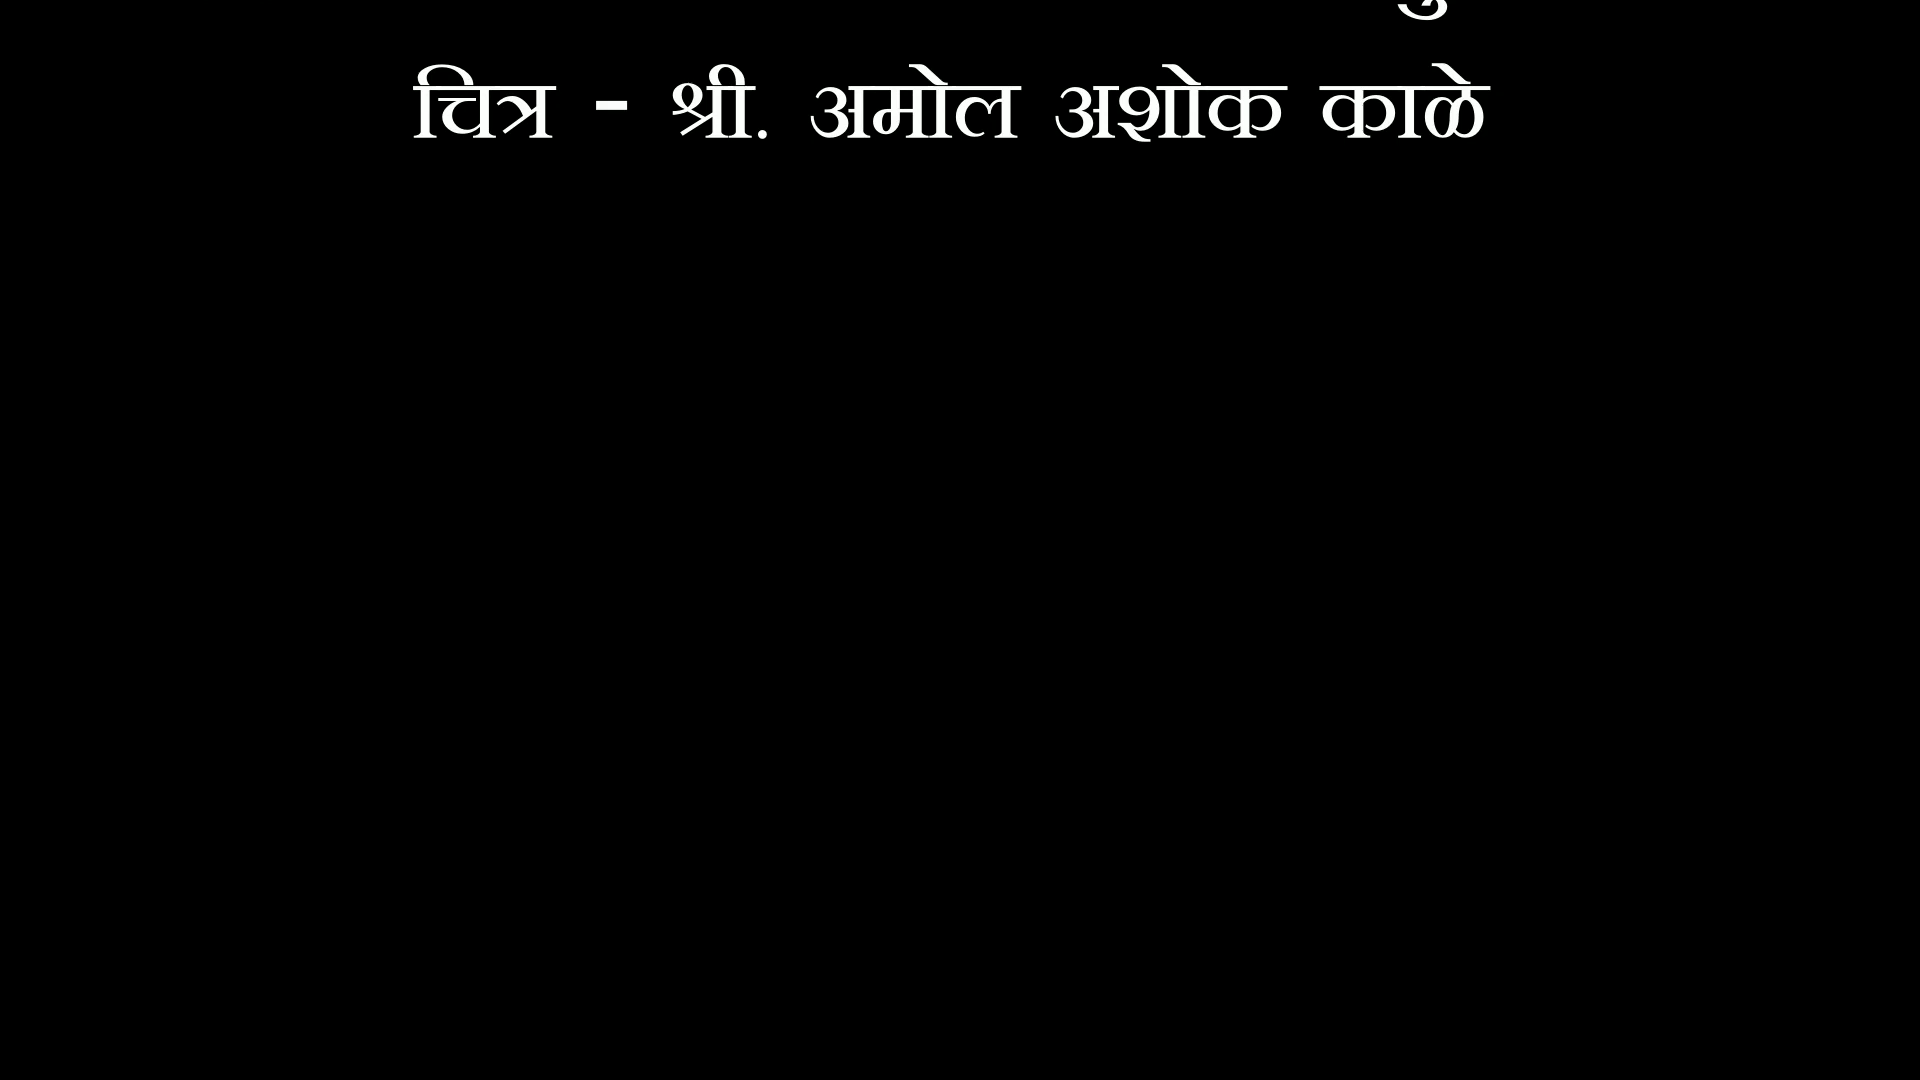 चित्र - श्री. अमोल अशोक काळे